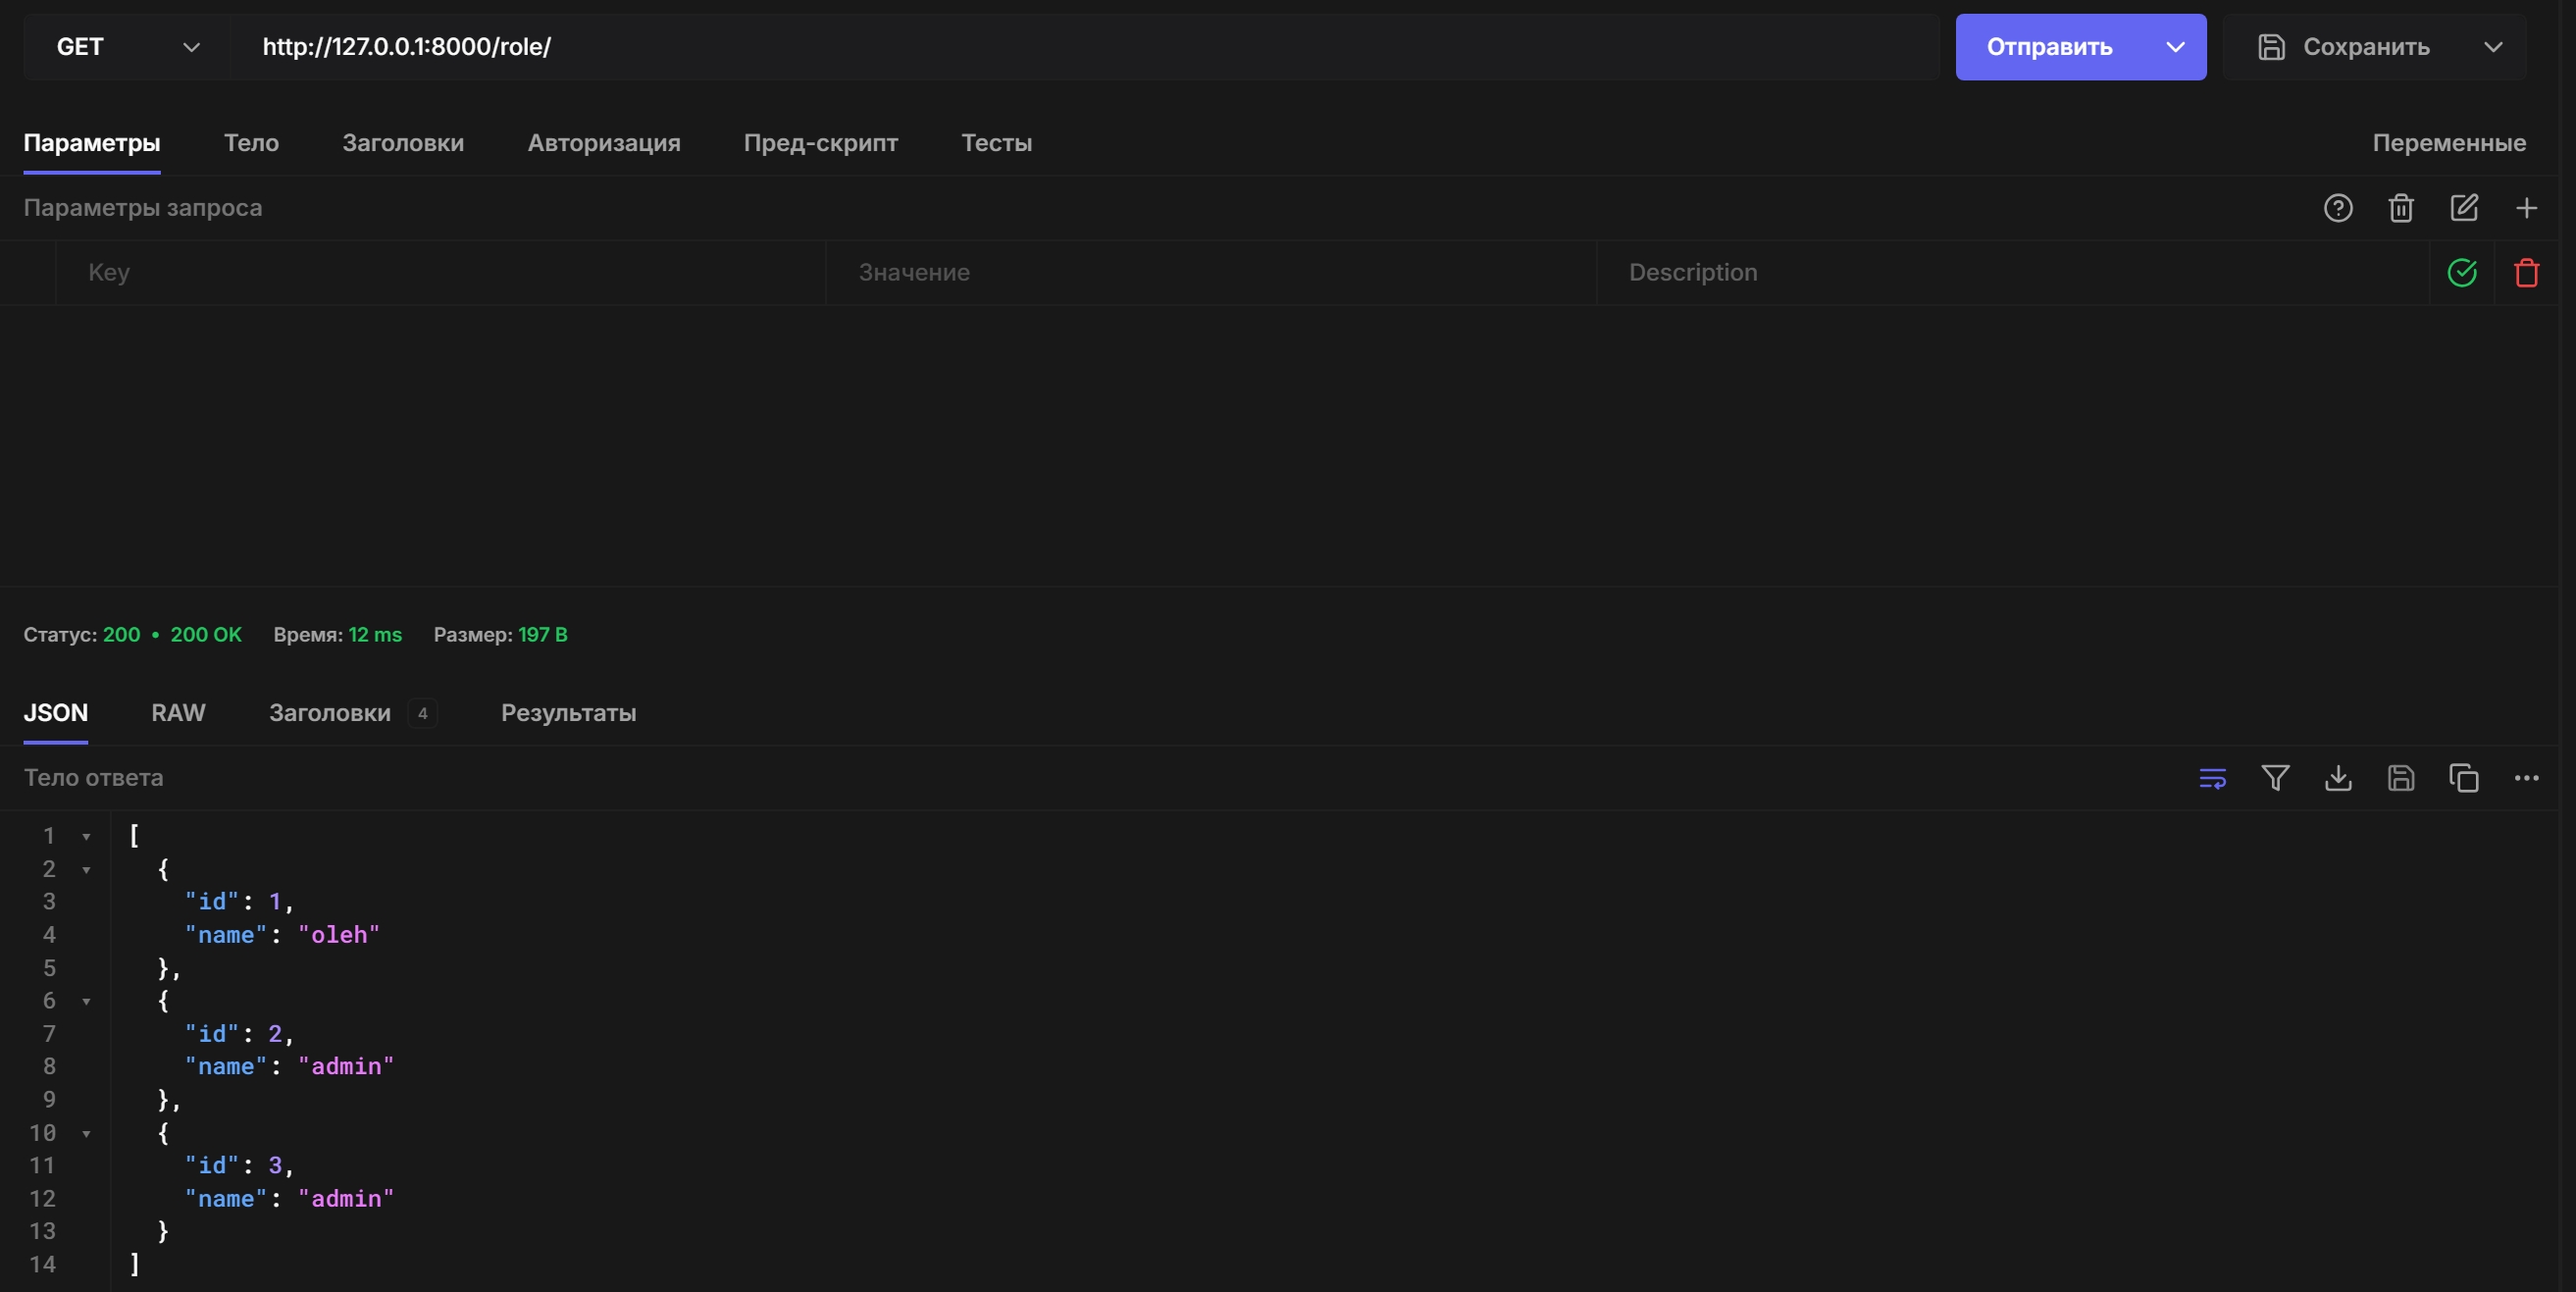 GET http://127.0.0.1:8000/role/ Отправить Сохранить
Параметры Тело Заголовки Авторизация Пред-скрипт Тесты Переменные
Параметры запроса
Key Значение Description
Статус: 200 • 200 OK Время: 12 ms Размер: 197 B
JSON RAW Заголовки 4 Результаты
Тело ответа
1 [
2 {
3 "id": 1,
4 "name": "oleh"
5 },
6 {
7 "id": 2,
8 "name": "admin"
9 },
10 {
11 "id": 3,
12 "name": "admin"
13 }
14 ]